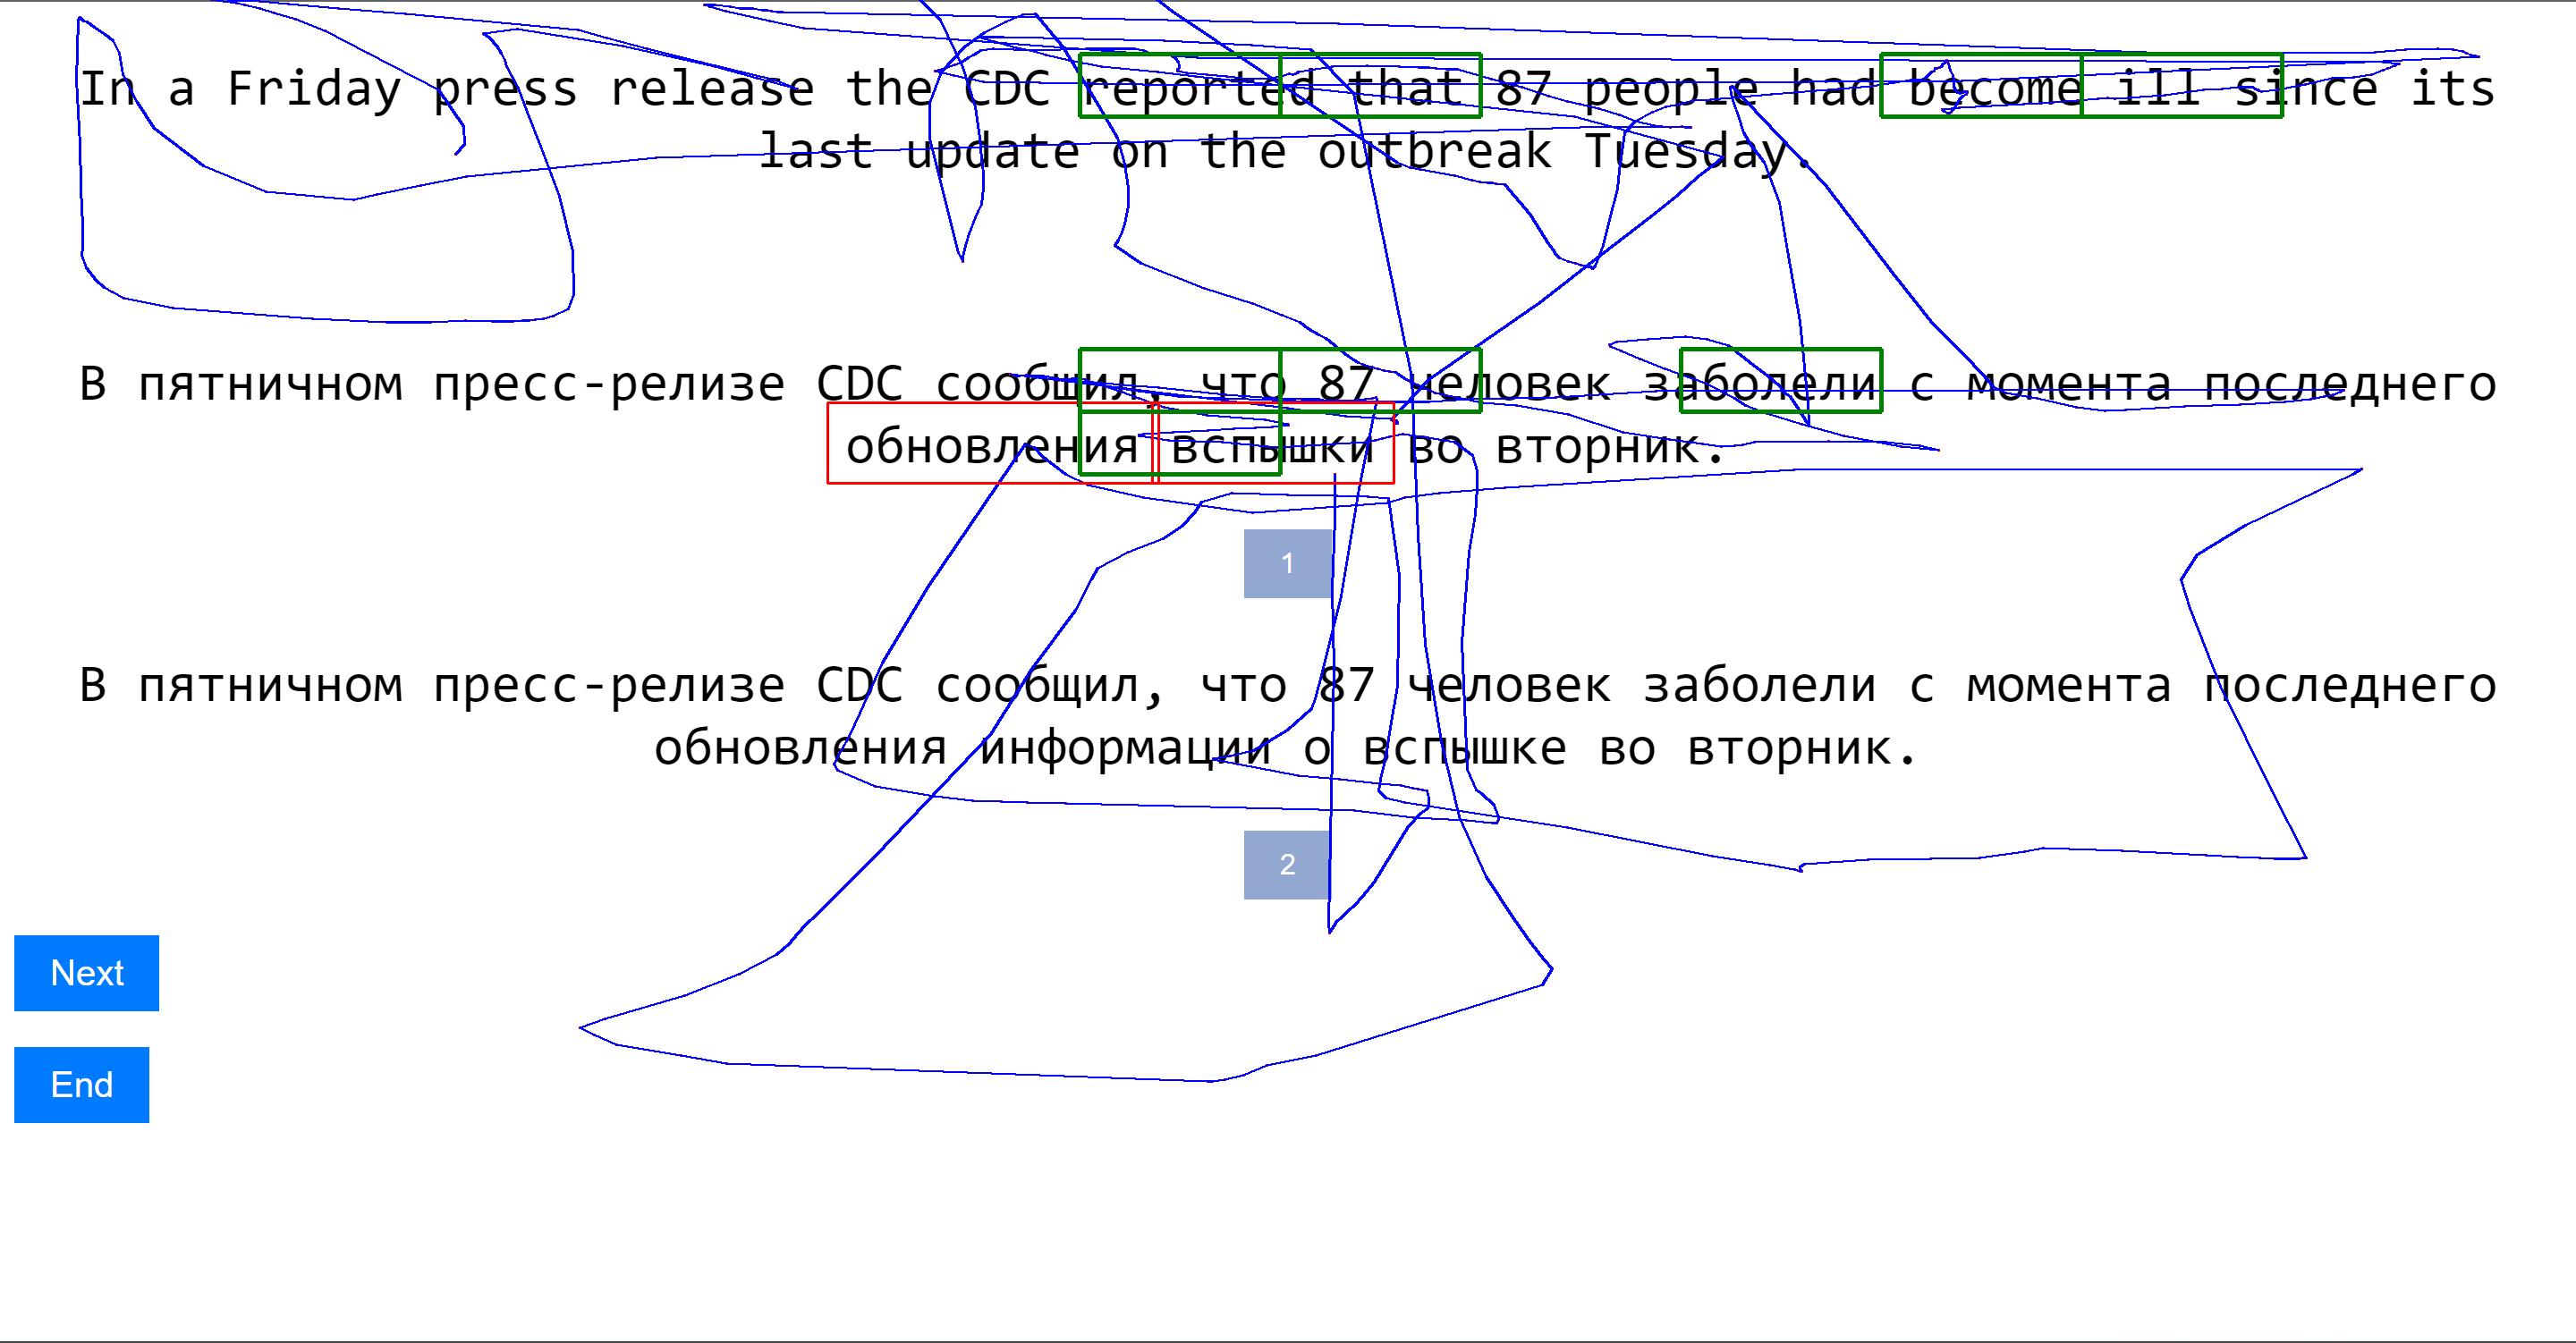 In a Friday press release the CDC reported that 87 people had become ill since its
last update on the outbreak Tuesday.
В пятничном пресс-релизе CDC сообщил, что 87 человек заболели с момента последнего
обновления вспышки во вторник.
1
В пятничном пресс-релизе CDC сообщил, что 87 человек заболели с момента последнего
обновления информации о вспышке во вторник.
2
Next
End